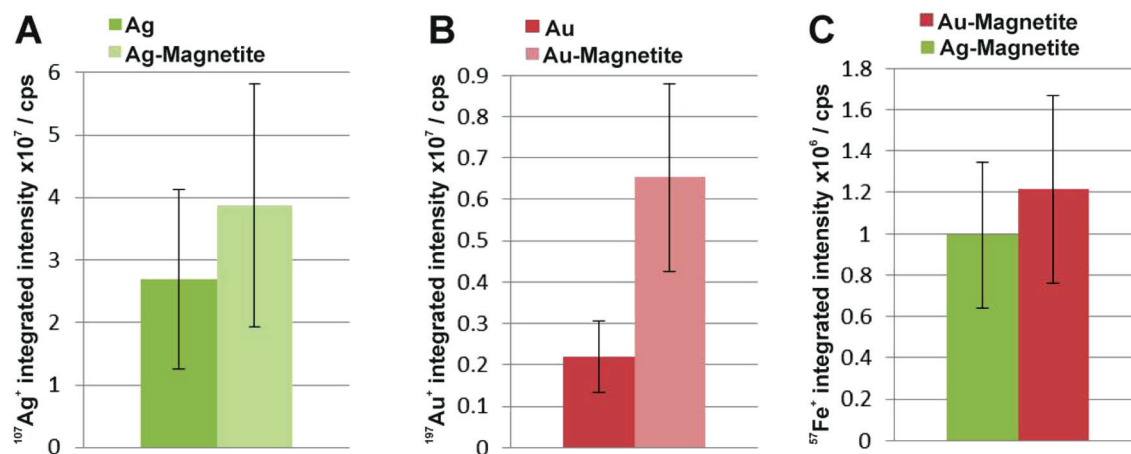 A
Ag
Ag-Magnetite
¹⁰⁷Ag⁺ integrated intensity x10⁷ / cps
6
5
4
3
2
1
0
B
Au
Au-Magnetite
¹⁹⁷Au⁺ integrated intensity x10⁷ / cps
0.9
0.8
0.7
0.6
0.5
0.4
0.3
0.2
0.1
0
C
Au-Magnetite
Ag-Magnetite
⁵⁷Fe⁺ integrated intensity x10⁶ / cps
1.8
1.6
1.4
1.2
1
0.8
0.6
0.4
0.2
0